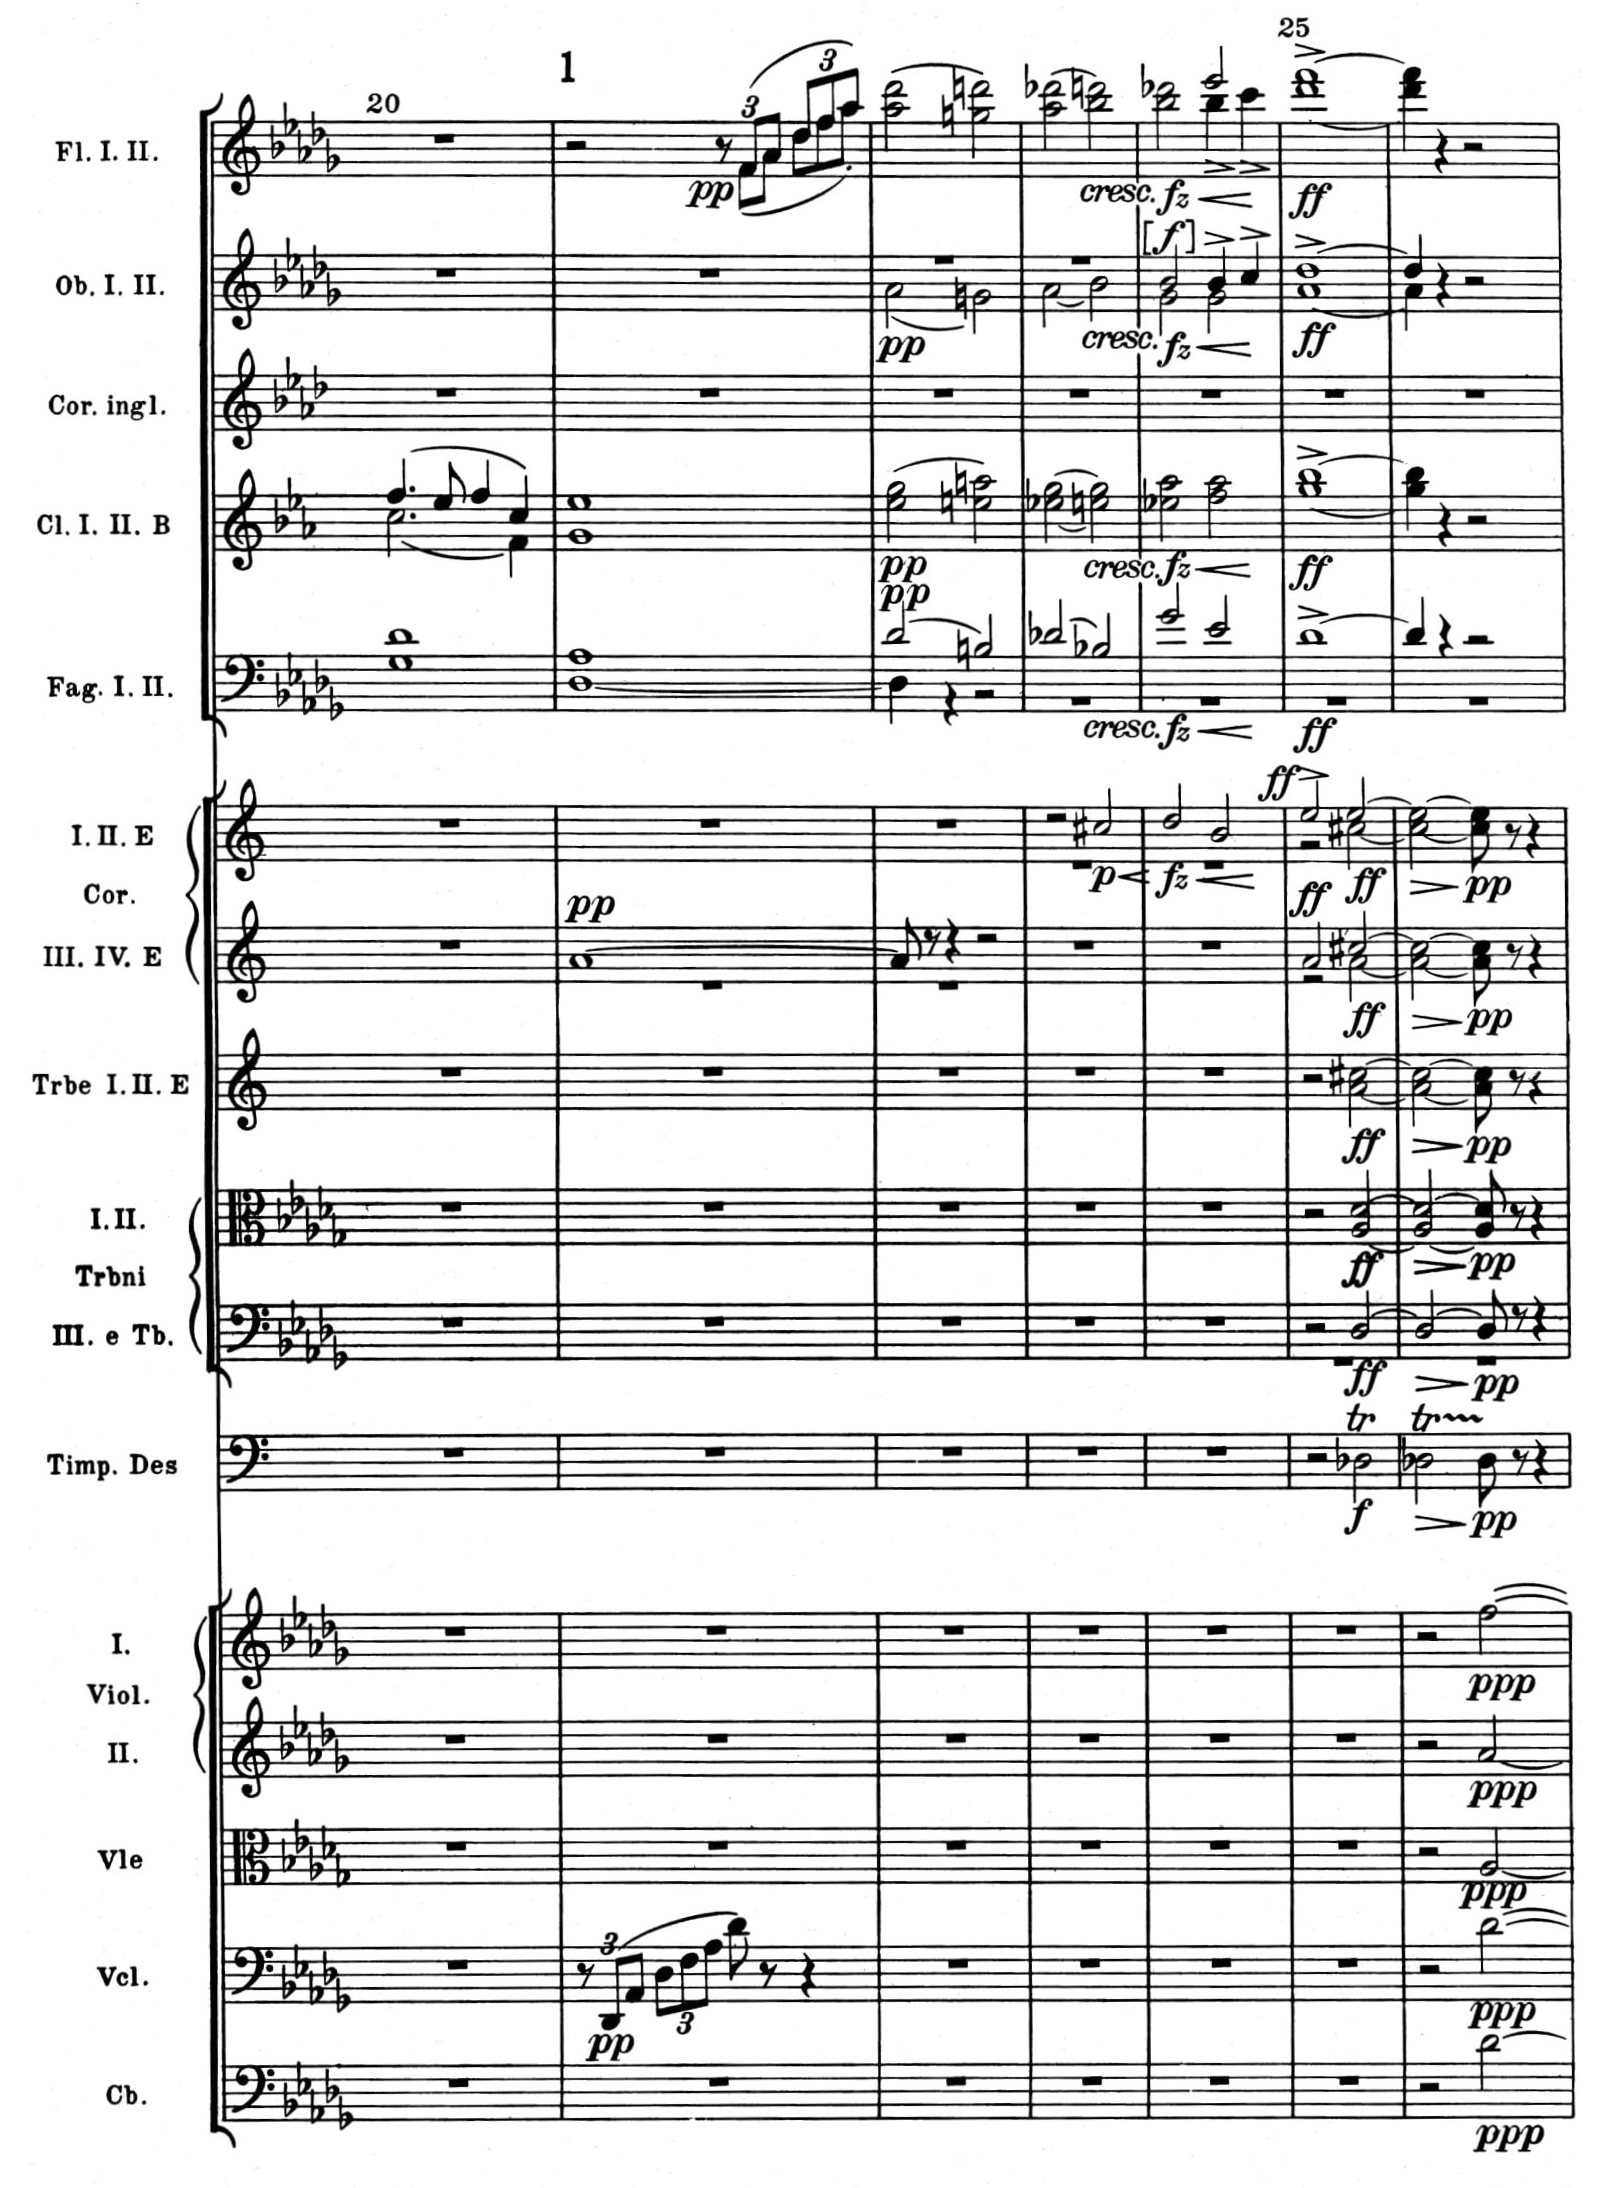 25
1
20
3
3
Fl. I. II.
pp
cresc. fz
ff
[f]
Ob. I. II.
pp
cresc. fz
ff
Cor. ingl.
Cl. I. II. B
pp
cresc. fz
ff
pp
Fag. I. II.
cresc. fz
ff
ff
I. II. E
p
fz
ff
pp
Cor.
pp
ff
III. IV. E
ff
pp
Trbe I. II. E
ff
pp
I. II.
ff
pp
Trbni
III. e Tb.
ff
pp
tr
tr
Timp. Des
f
pp
I.
ppp
Viol.
II.
ppp
Vle
ppp
3
Vcl.
3
ppp
pp
Cb.
ppp